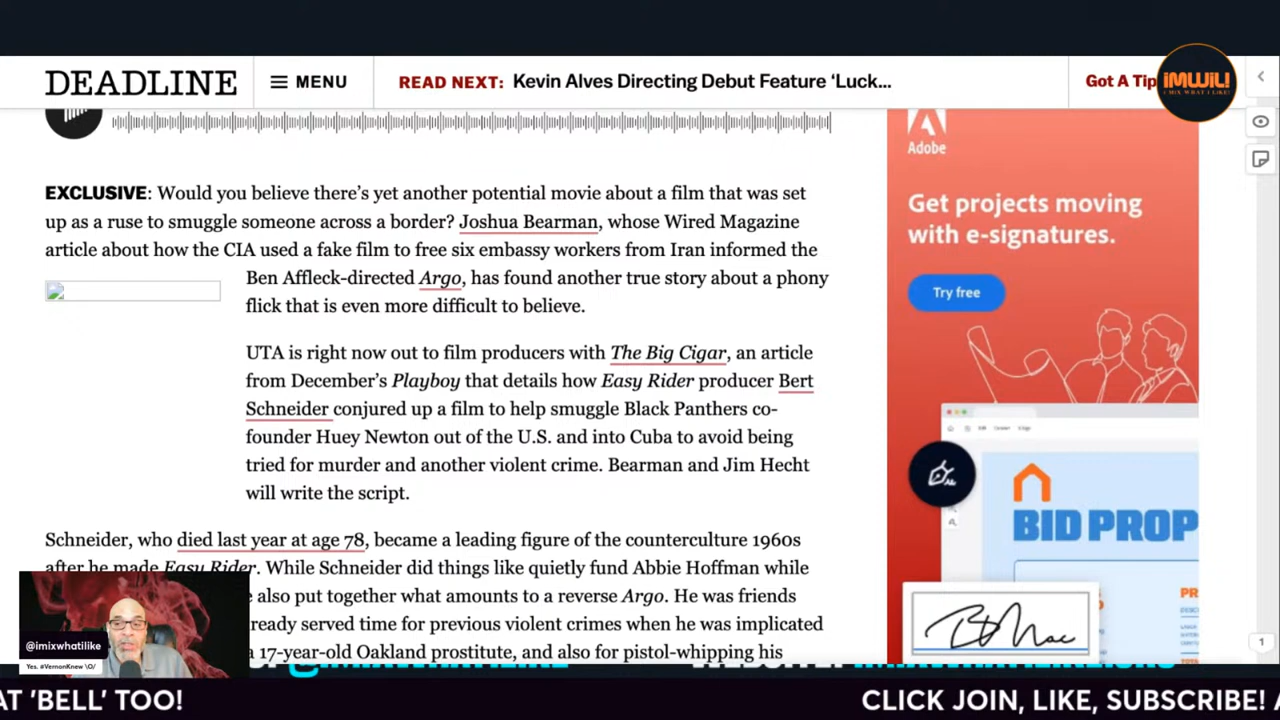 DEADLINE
MENU
READ NEXT: Kevin Alves Directing Debut Feature ‘Luck...
Got A Tip
iMWiL!
I MIX WHAT I LIKE!
EXCLUSIVE: Would you believe there’s yet another potential movie about a film that was set
up as a ruse to smuggle someone across a border? Joshua Bearman, whose Wired Magazine
article about how the CIA used a fake film to free six embassy workers from Iran informed the
Ben Affleck-directed Argo, has found another true story about a phony
flick that is even more difficult to believe.
UTA is right now out to film producers with The Big Cigar, an article
from December’s Playboy that details how Easy Rider producer Bert
Schneider conjured up a film to help smuggle Black Panthers co-
founder Huey Newton out of the U.S. and into Cuba to avoid being
tried for murder and another violent crime. Bearman and Jim Hecht
will write the script.
Schneider, who died last year at age 78, became a leading figure of the counterculture 1960s
after he made Easy Rider. While Schneider did things like quietly fund Abbie Hoffman while
also put together what amounts to a reverse Argo. He was friends
ready served time for previous violent crimes when he was implicated
a 17-year-old Oakland prostitute, and also for pistol-whipping his
Adobe
Get projects moving
with e-signatures.
Try free
BID PROP
1
@imixwhatilike
Yes. #VernonKnew \O/
AT 'BELL' TOO!
CLICK JOIN, LIKE, SUBSCRIBE! A